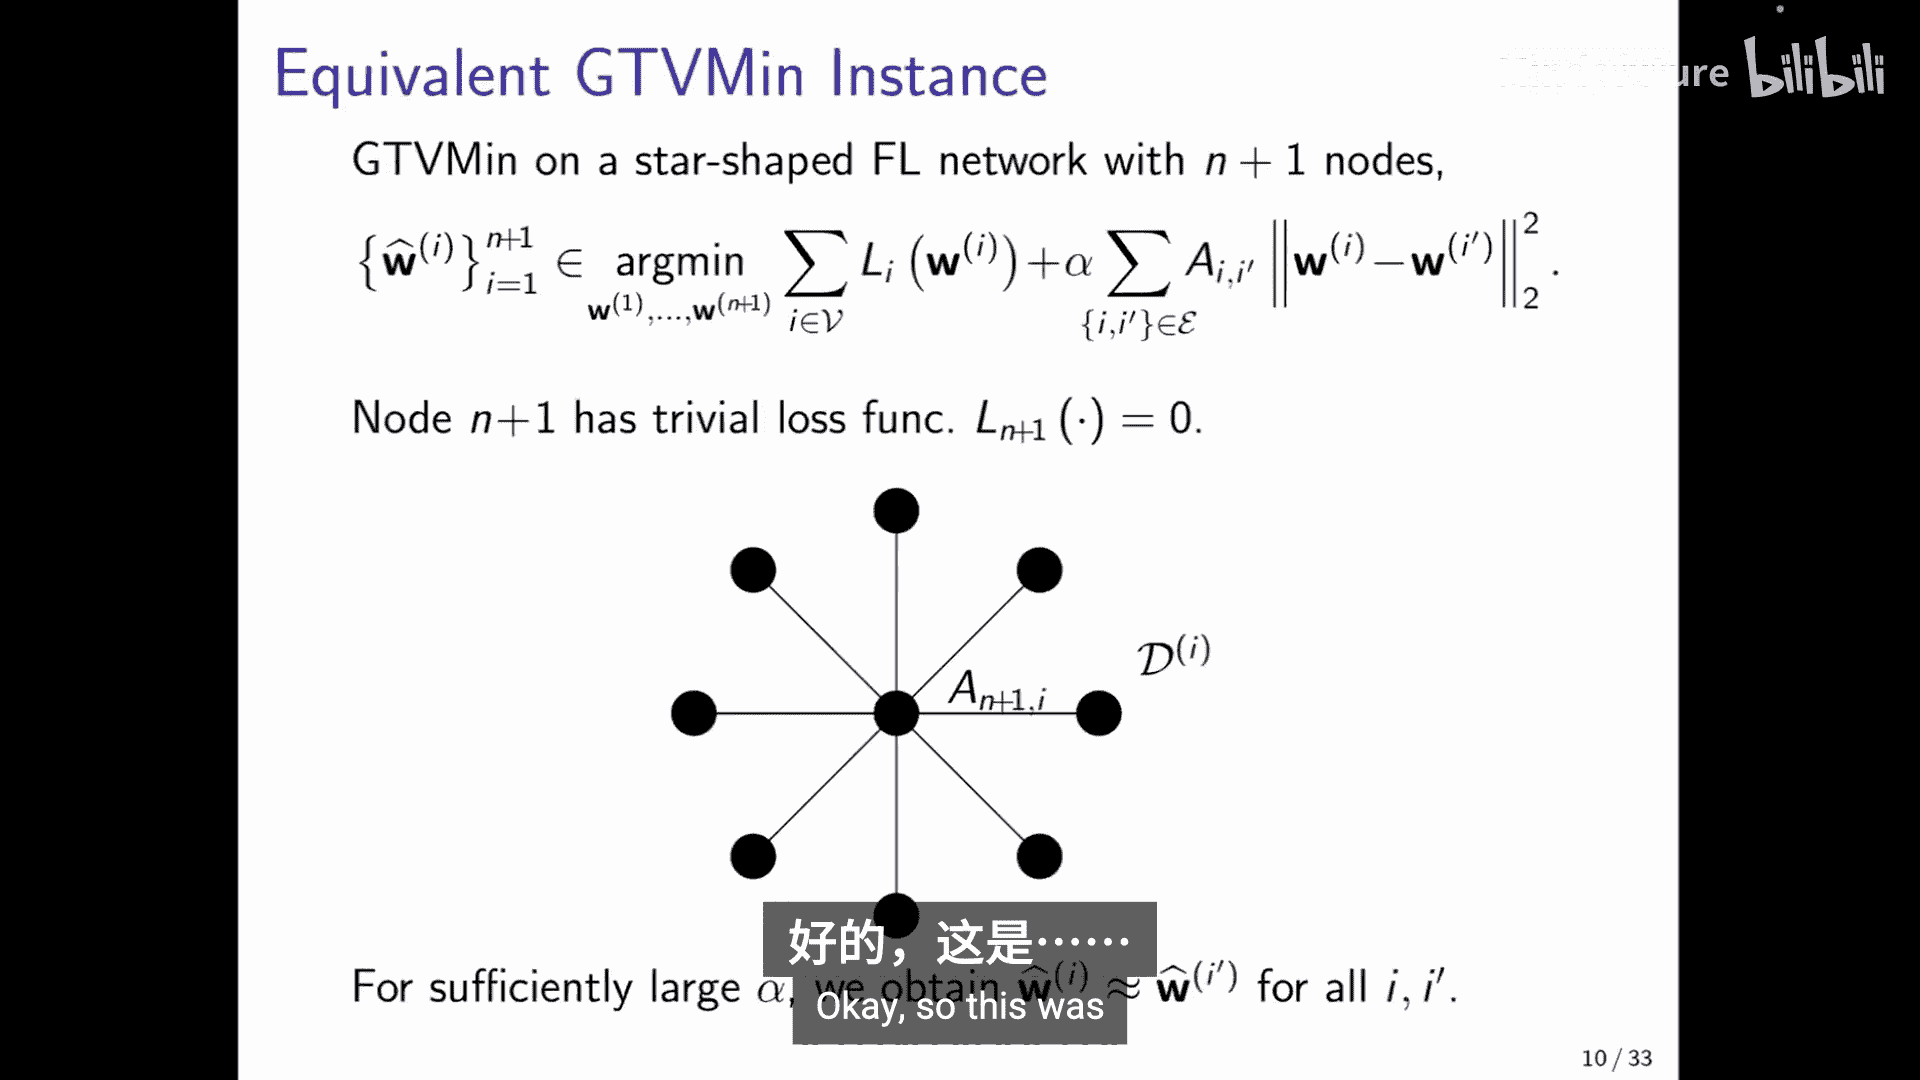 Equivalent GTVMin Instance
bilibili
GTVMin on a star-shaped FL network with n + 1 nodes,
{ŵ^(i)}_{i=1}^{n+1} ∈ argmin_{w^(1),...,w^(n+1)} ∑_{i∈𝒱} L_i (w^(i)) + α ∑_{{i,i′}∈ℰ} A_{i,i′} ‖w^(i) − w^(i′)‖_2^2 .
Node n+1 has trivial loss func. L_{n+1} (·) = 0.
𝒟^(i)
A_{n+1,i}
好的，这是……
For sufficiently large α, we obtain ŵ^(i) ≈ ŵ^(i′) for all i, i′.
Okay, so this was
10 / 33